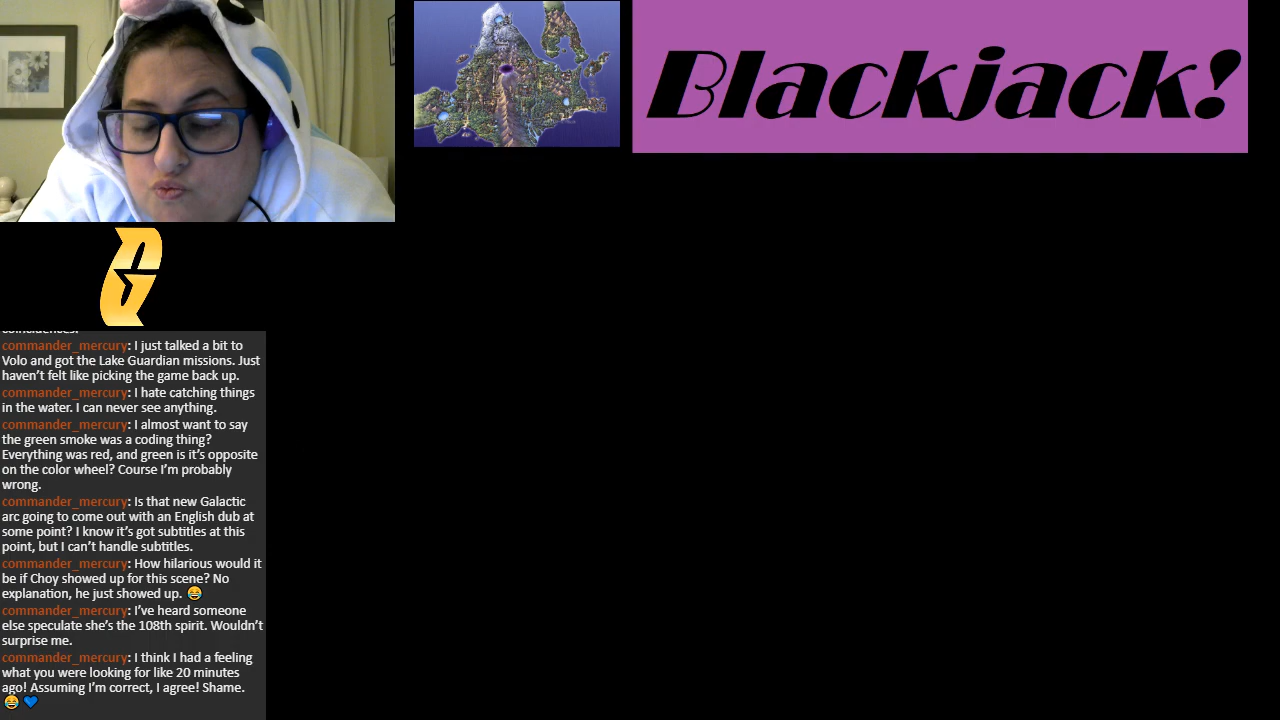 Blackjack!
coincidences.
commander_mercury: I just talked a bit to
Volo and got the Lake Guardian missions. Just
haven't felt like picking the game back up.
commander_mercury: I hate catching things
in the water. I can never see anything.
commander_mercury: I almost want to say
the green smoke was a coding thing?
Everything was red, and green is it's opposite
on the color wheel? Course I'm probably
wrong.
commander_mercury: Is that new Galactic
arc going to come out with an English dub at
some point? I know it's got subtitles at this
point, but I can't handle subtitles.
commander_mercury: How hilarious would it
be if Choy showed up for this scene? No
explanation, he just showed up. 😂
commander_mercury: I've heard someone
else speculate she's the 108th spirit. Wouldn't
surprise me.
commander_mercury: I think I had a feeling
what you were looking for like 20 minutes
ago! Assuming I'm correct, I agree! Shame.
😂 💙